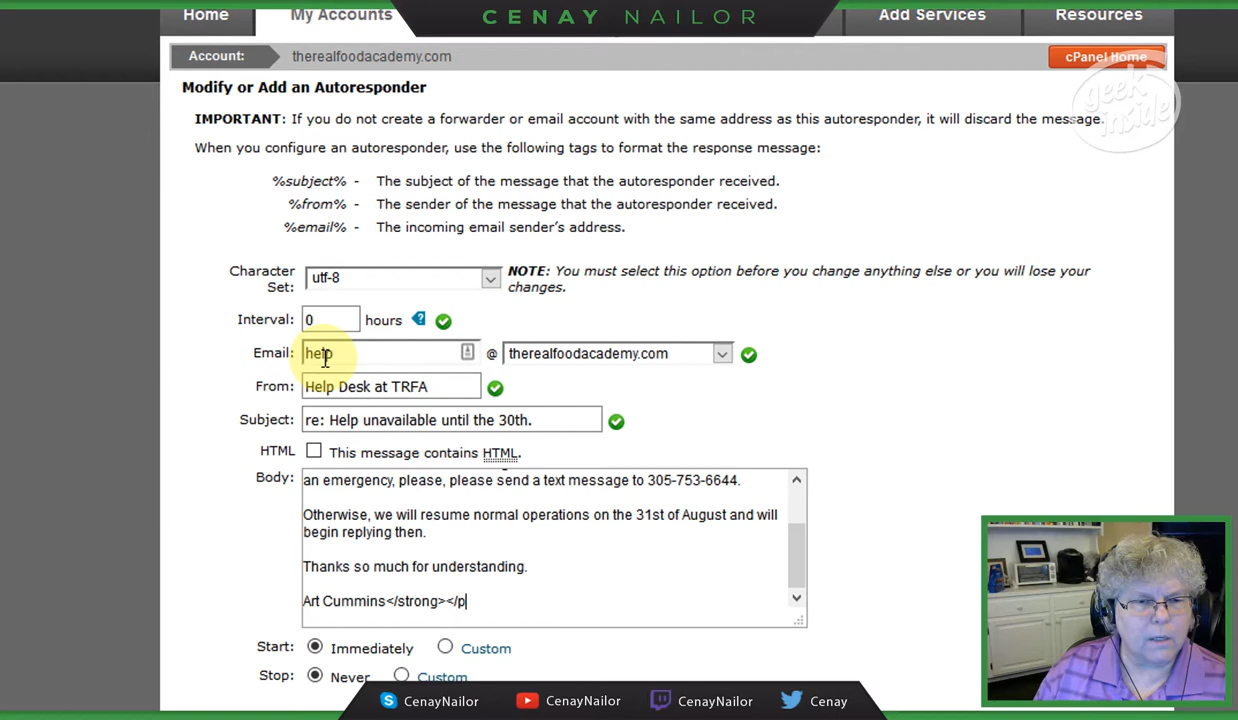 Home
My Accounts
CENAY NAILOR
Add Services
Resources
Account:
therealfoodacademy.com
cPanel Home
geek inside
Modify or Add an Autoresponder
IMPORTANT: If you do not create a forwarder or email account with the same address as this autoresponder, it will discard the message.
When you configure an autoresponder, use the following tags to format the response message:
%subject% - The subject of the message that the autoresponder received.
%from% - The sender of the message that the autoresponder received.
%email% - The incoming email sender's address.
Character Set: utf-8
NOTE: You must select this option before you change anything else or you will lose your changes.
Interval: 0 hours
Email: help @ therealfoodacademy.com
From: Help Desk at TRFA
Subject: re: Help unavailable until the 30th.
HTML This message contains HTML.
Body:
an emergency, please, please send a text message to 305-753-6644.
Otherwise, we will resume normal operations on the 31st of August and will
begin replying then.
Thanks so much for understanding.
Art Cummins</strong></p
Start: Immediately Custom
Stop: Never Custom
CenayNailor
CenayNailor
CenayNailor
Cenay